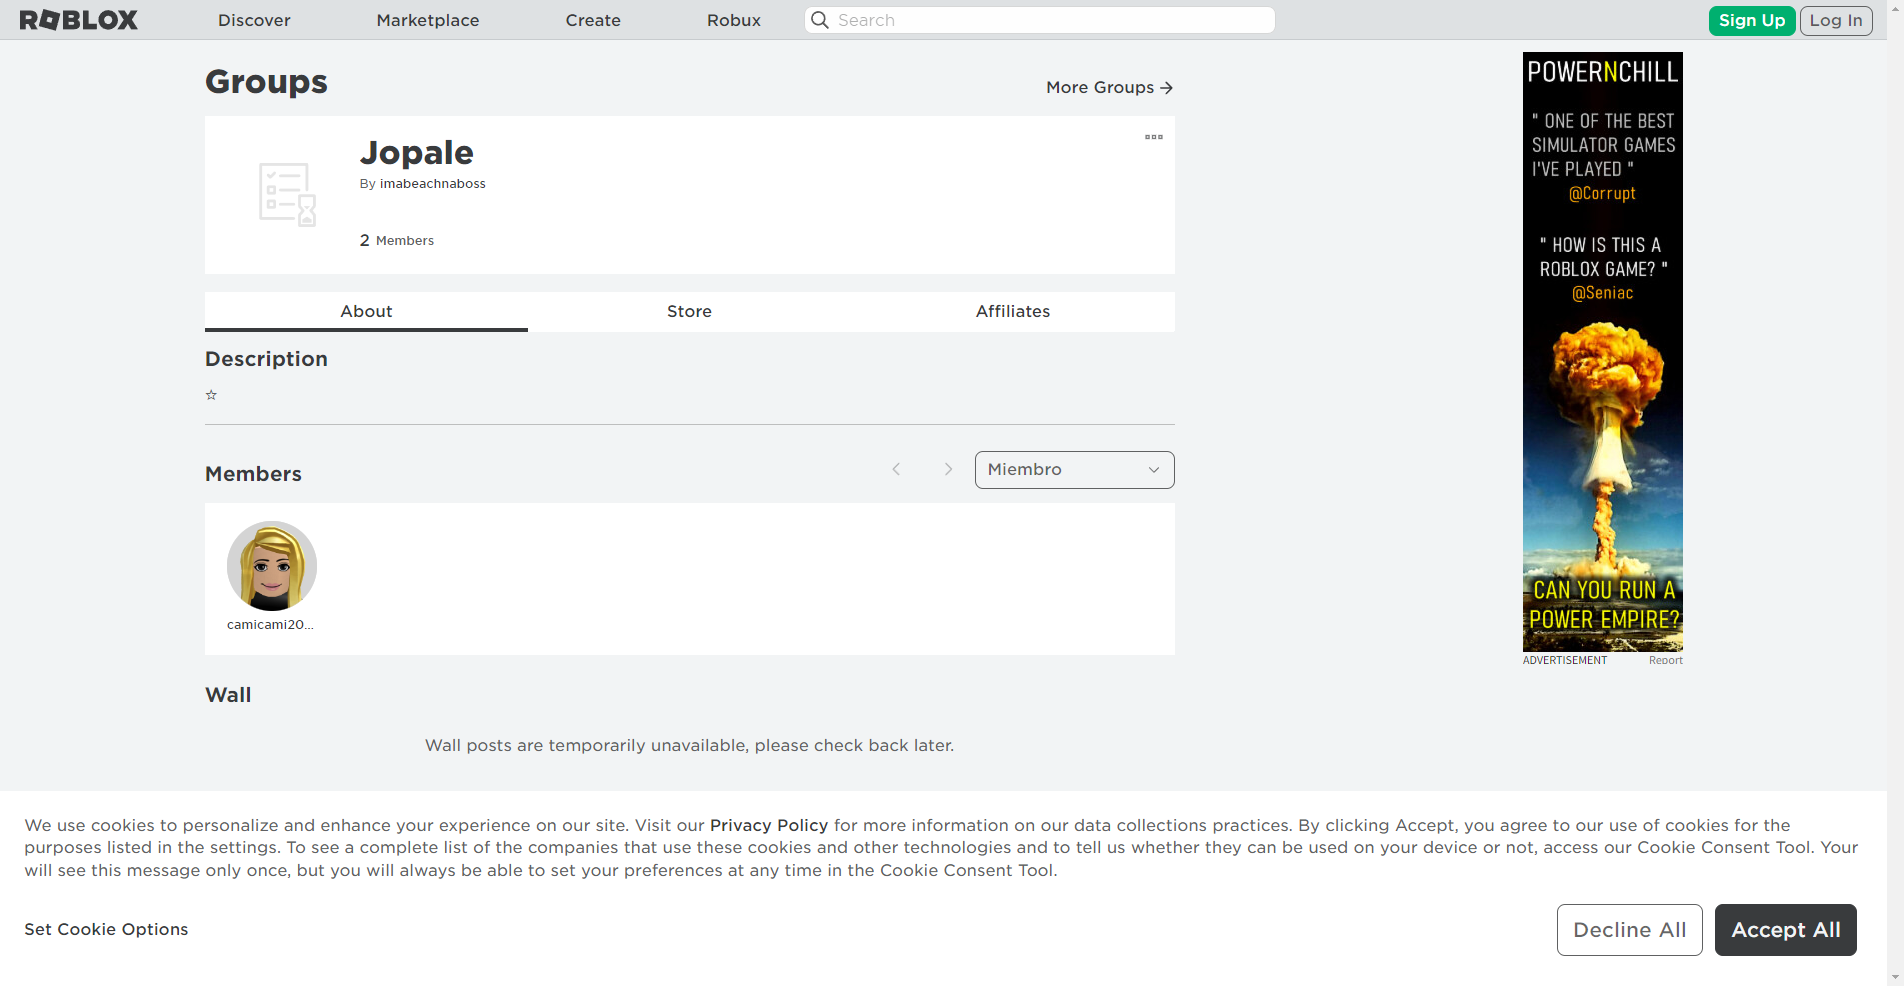 ROBLOX
Discover
Marketplace
Create
Robux
Search
Sign Up
Log In
Groups
More Groups
Jopale
By imabeachnaboss
2 Members
About
Store
Affiliates
Description
☆
Members
Miembro
camicami20...
Wall
Wall posts are temporarily unavailable, please check back later.
POWERNCHILL
" ONE OF THE BEST
SIMULATOR GAMES
I'VE PLAYED "
@Corrupt
" HOW IS THIS A
ROBLOX GAME? "
@Seniac
CAN YOU RUN A
POWER EMPIRE?
ADVERTISEMENT
Report
We use cookies to personalize and enhance your experience on our site. Visit our Privacy Policy for more information on our data collections practices. By clicking Accept, you agree to our use of cookies for the
purposes listed in the settings. To see a complete list of the companies that use these cookies and other technologies and to tell us whether they can be used on your device or not, access our Cookie Consent Tool. Your
will see this message only once, but you will always be able to set your preferences at any time in the Cookie Consent Tool.
Set Cookie Options
Decline All
Accept All